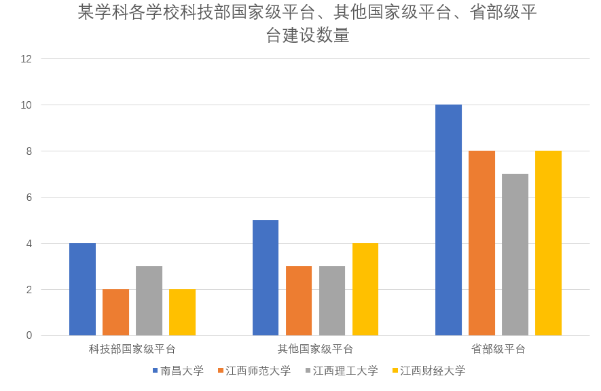 某学科各学校科技部国家级平台、其他国家级平台、省部级平
台建设数量
12
10
8
6
4
2
0
科技部国家级平台 其他国家级平台 省部级平台
南昌大学 江西师范大学 江西理工大学 江西财经大学